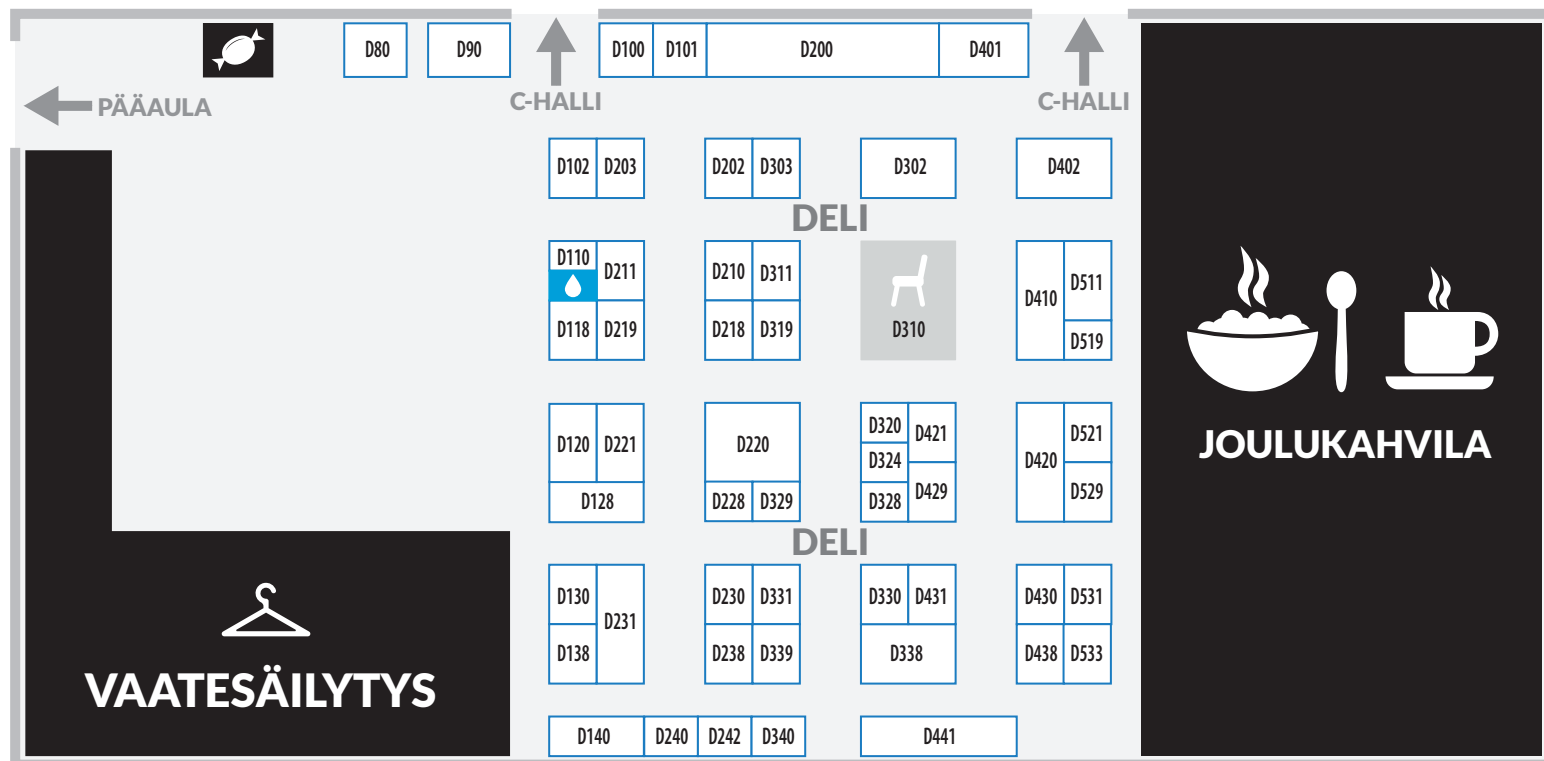 D80 D90 D100 D101 D200 D401
PÄÄAULA C-HALLI C-HALLI
D102 D203 D202 D303 D302 D402
DELI
D110 D211 D210 D311 D410 D511
D118 D219 D218 D319 D310 D519
D120 D221 D220 D320 D421 D420 D521
D324
D128 D228 D329 D328 D429 D529
JOULUKAHVILA
DELI
D130 D231 D230 D331 D330 D431 D430 D531
D138 D238 D339 D338 D438 D533
VAATESÄILYTYS
D140 D240 D242 D340 D441